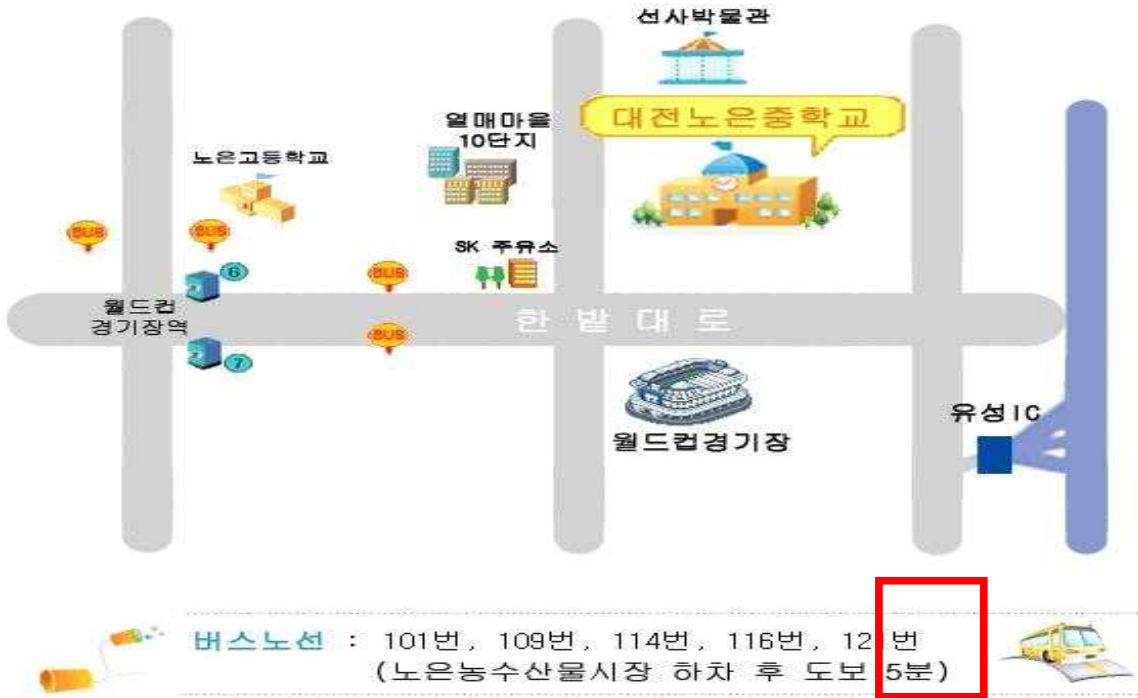 선사박물관
대전노은중학교
열매마을
10단지
노은고등학교
BUS
BUS
SK 주유소
6
BUS
월드컵
경기장역
한 밭 대 로
BUS
7
유성IC
월드컵경기장
버스노선 : 101번, 109번, 114번, 116번, 121번
(노은농수산물시장 하차 후 도보 5분)